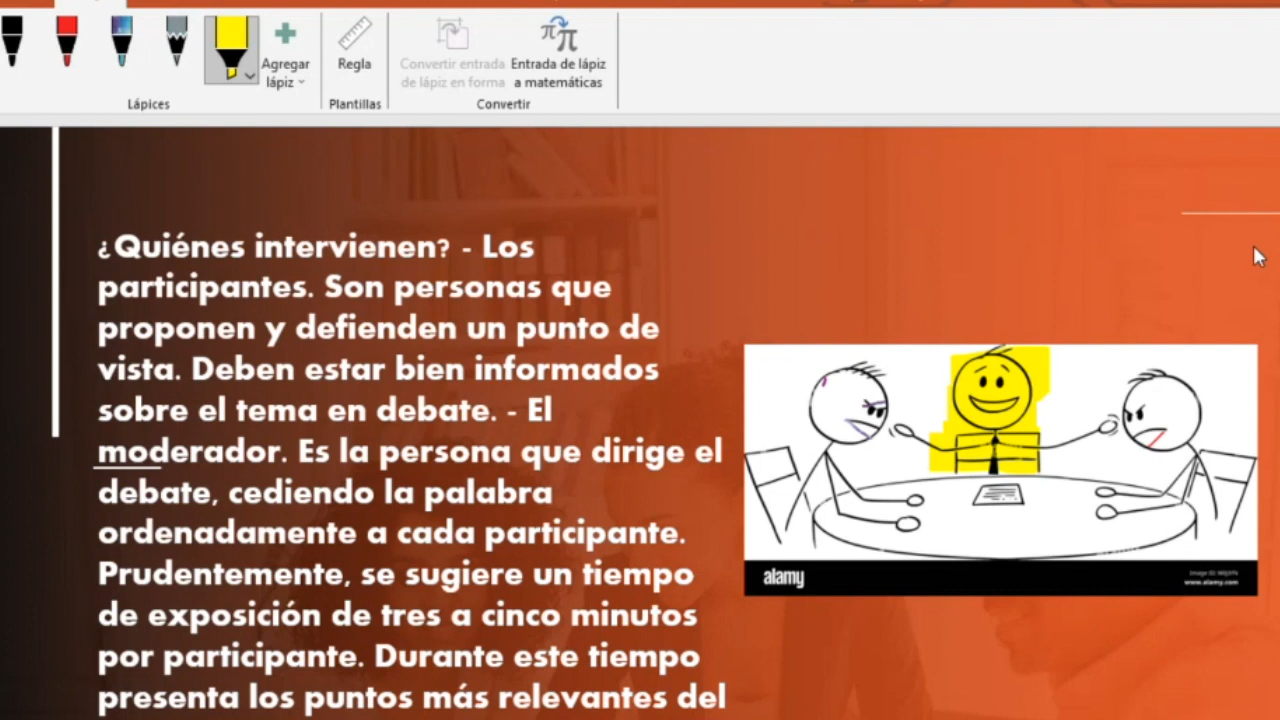 Agregar
lápiz
Regla
Convertir entrada
de lápiz en forma
Entrada de lápiz
a matemáticas
Lápices
Plantillas
Convertir
¿Quiénes intervienen? - Los
participantes. Son personas que
proponen y defienden un punto de
vista. Deben estar bien informados
sobre el tema en debate. - El
moderador. Es la persona que dirige el
debate, cediendo la palabra
ordenadamente a cada participante.
Prudentemente, se sugiere un tiempo
de exposición de tres a cinco minutos
por participante. Durante este tiempo
presenta los puntos más relevantes del
alamy
www.alamy.com